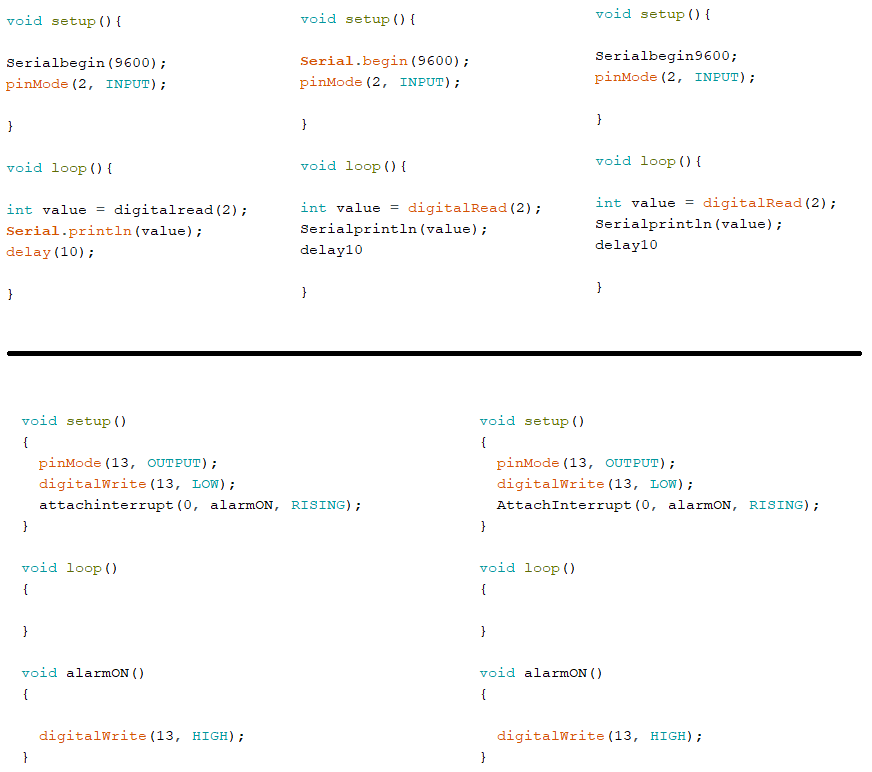 void setup(){
Serialbegin(9600);
pinMode(2, INPUT);
}
void loop(){
int value = digitalread(2);
Serial.println(value);
delay(10);
}
void setup(){
Serial.begin(9600);
pinMode(2, INPUT);
}
void loop(){
int value = digitalRead(2);
Serialprintln(value);
delay10
}
void setup(){
Serialbegin9600;
pinMode(2, INPUT);
}
void loop(){
int value = digitalRead(2);
Serialprintln(value);
delay10
}
void setup()
{
pinMode(13, OUTPUT);
digitalWrite(13, LOW);
attachinterrupt(0, alarmON, RISING);
}
void loop()
{
}
void alarmON()
{
digitalWrite(13, HIGH);
}
void setup()
{
pinMode(13, OUTPUT);
digitalWrite(13, LOW);
AttachInterrupt(0, alarmON, RISING);
}
void loop()
{
}
void alarmON()
{
digitalWrite(13, HIGH);
}